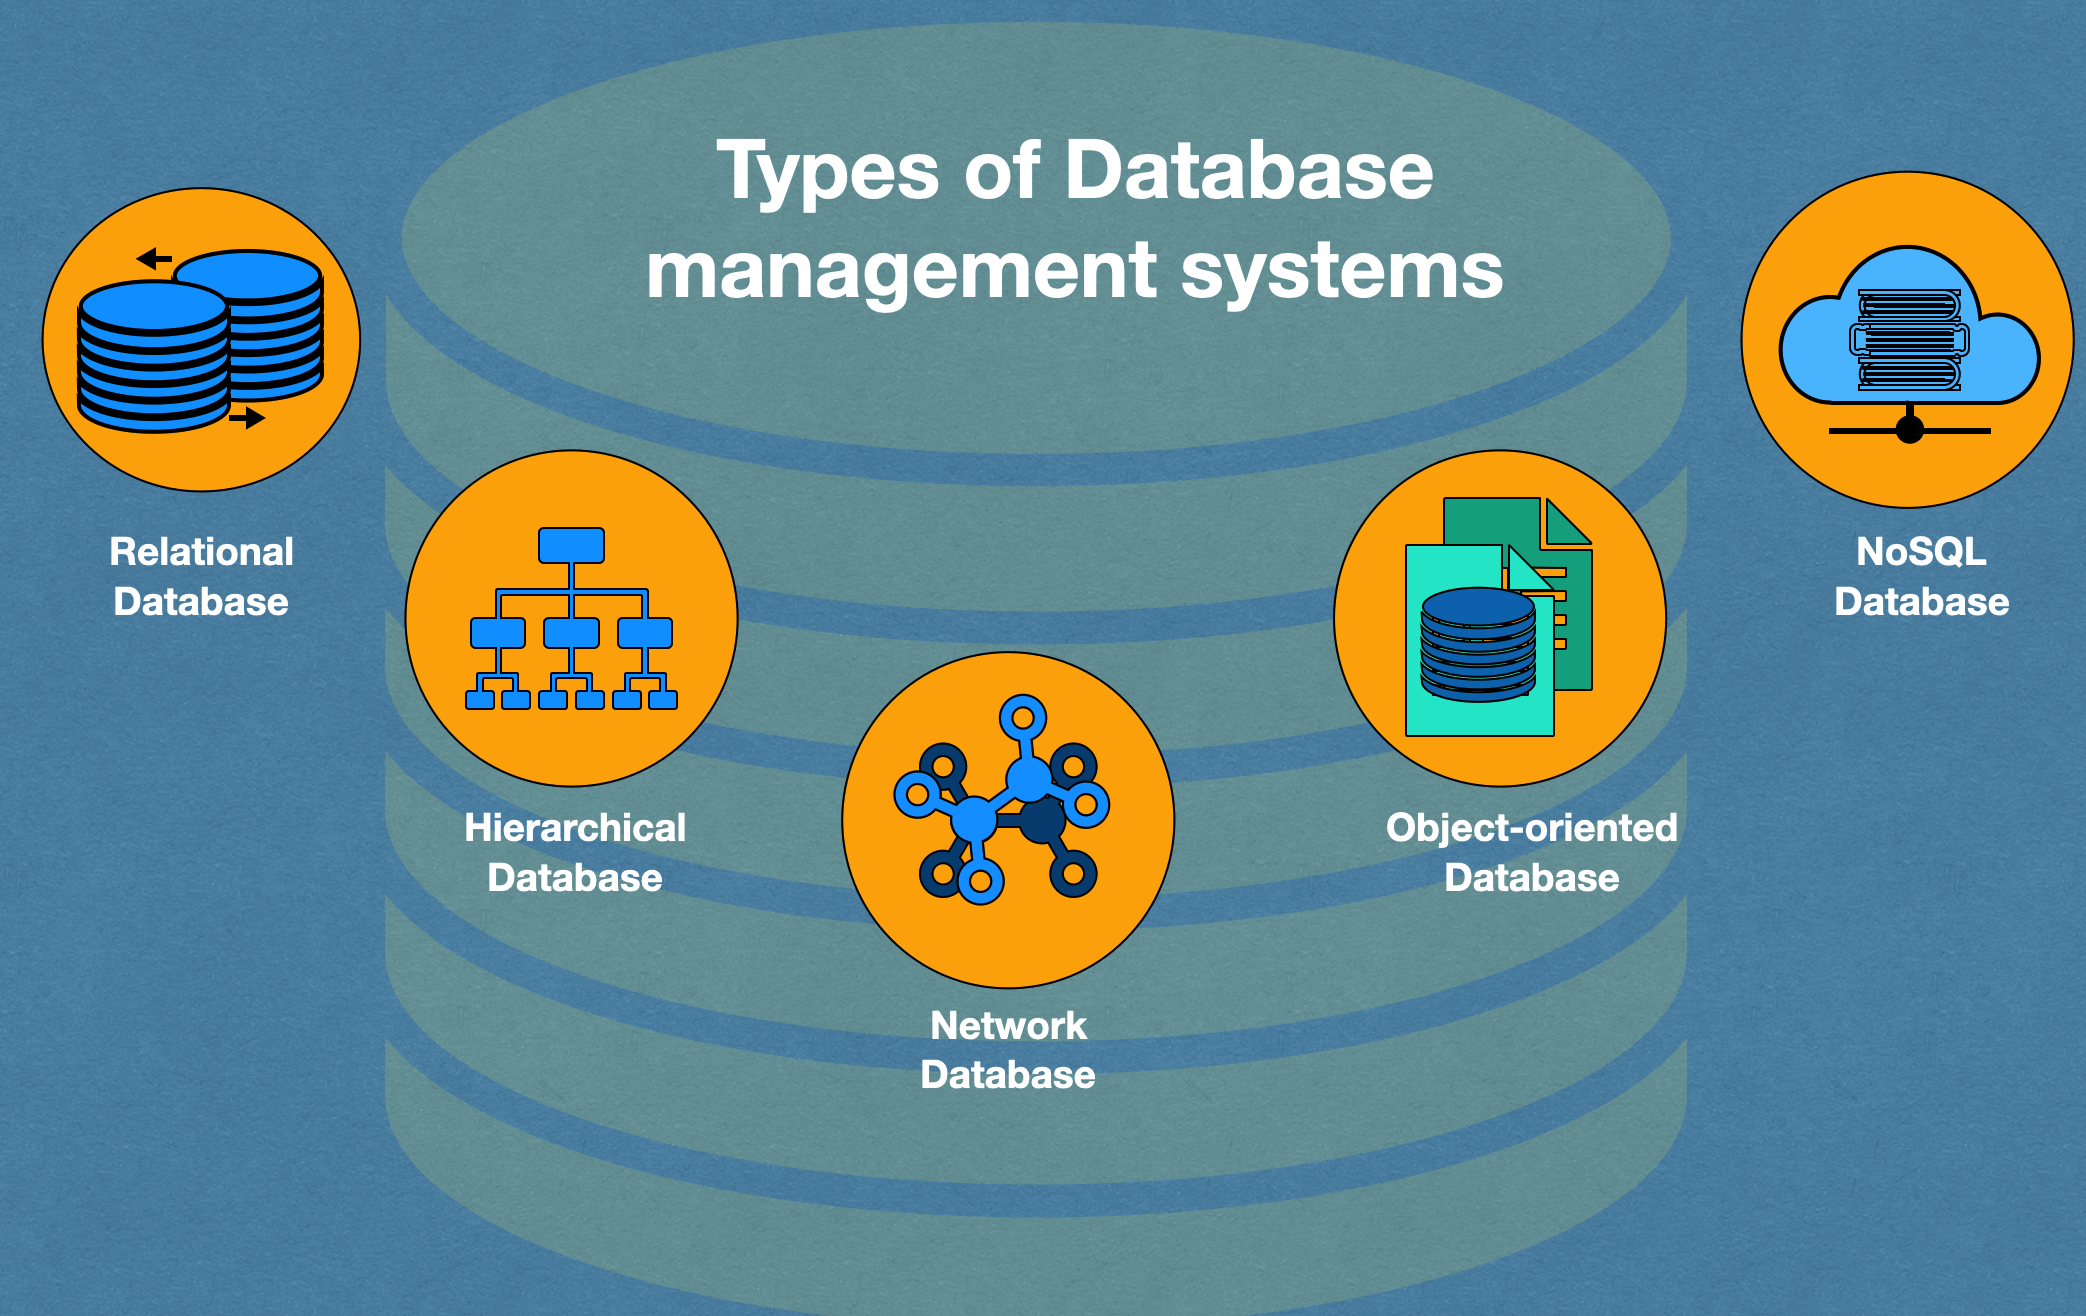 Types of Database
management systems
Relational
Database
NoSQL
Database
Hierarchical
Database
Object-oriented
Database
Network
Database